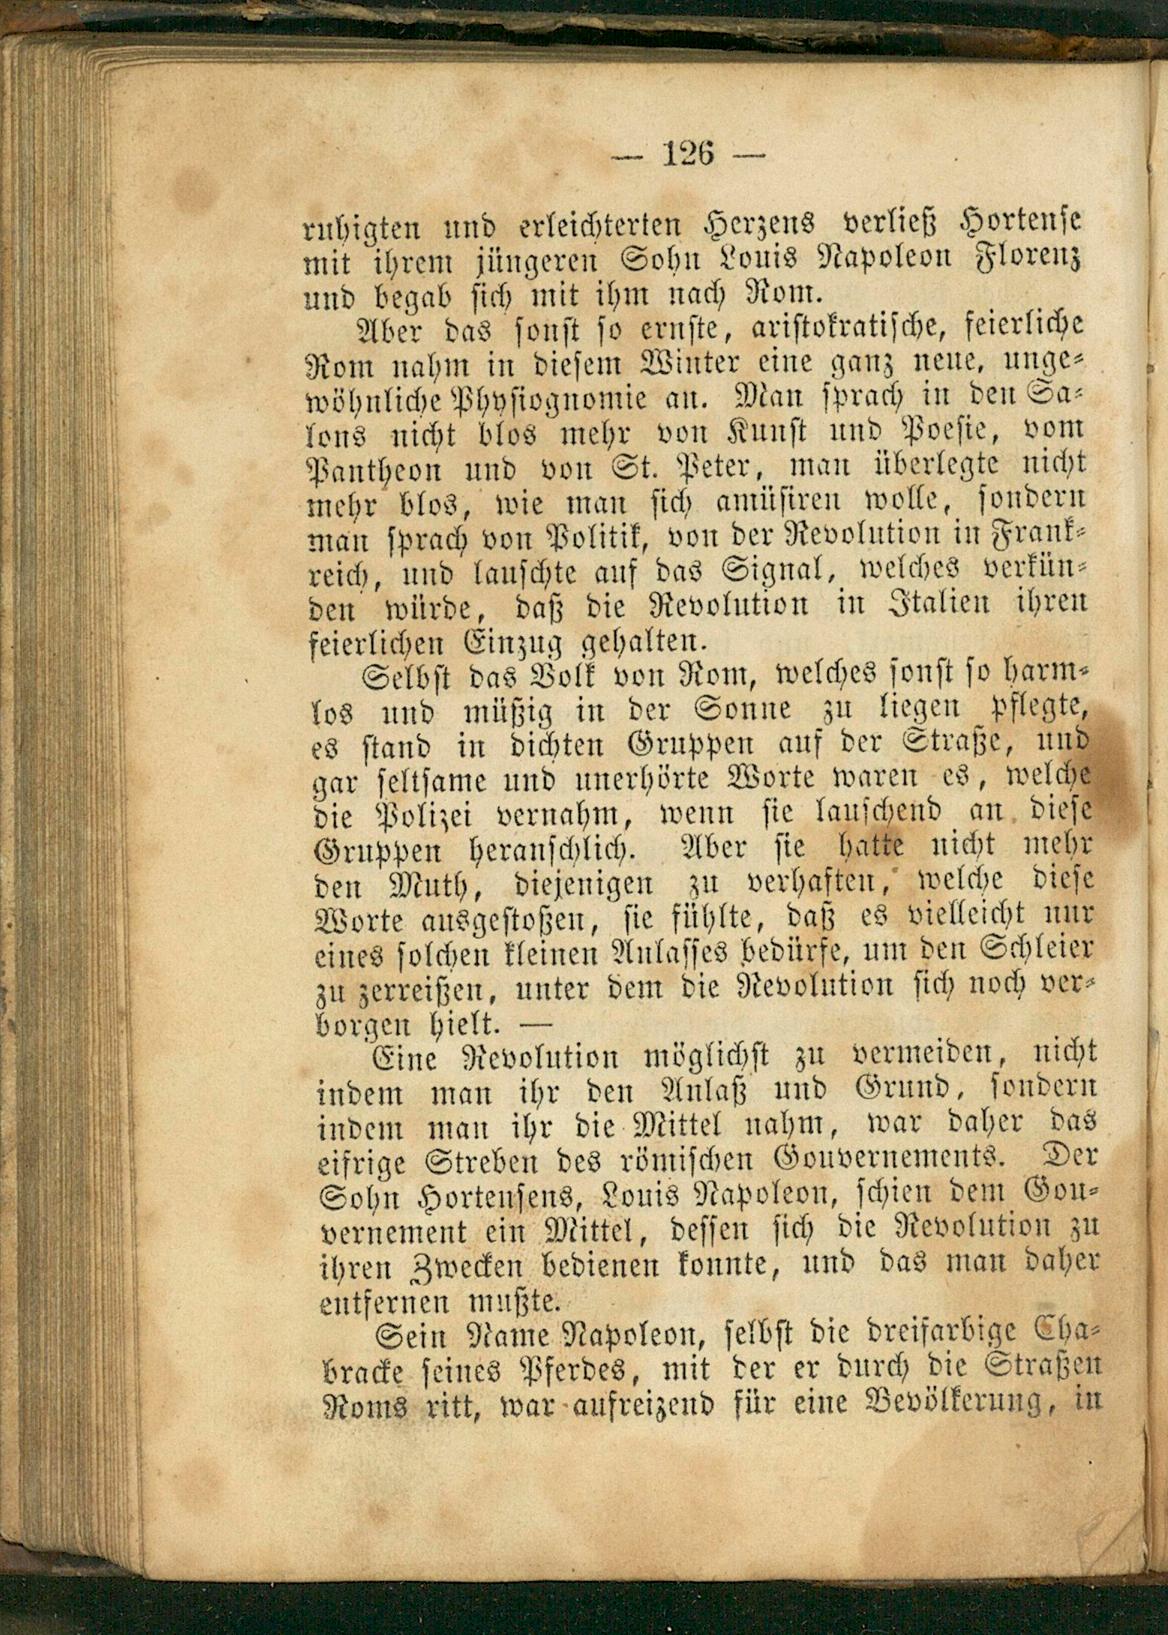 — 126 —
ruhigten und erleichterten Herzens verließ Hortense
mit ihrem jüngeren Sohn Louis Napoleon Florenz
und begab sich mit ihm nach Rom.
Aber das sonst so ernste, aristokratische, feierliche
Rom nahm in diesem Winter eine ganz neue, unge-
wöhnliche Physiognomie an. Man sprach in den Sa-
lons nicht blos mehr von Kunst und Poesie, vom
Pantheon und von St. Peter, man überlegte nicht
mehr blos, wie man sich amüsiren wolle, sondern
man sprach von Politik, von der Revolution in Frank-
reich, und lauschte auf das Signal, welches verkün-
den würde, daß die Revolution in Italien ihren
feierlichen Einzug gehalten.
Selbst das Volk von Rom, welches sonst so harm-
los und müßig in der Sonne zu liegen pflegte,
es stand in dichten Gruppen auf der Straße, und
gar seltsame und unerhörte Worte waren es, welche
die Polizei vernahm, wenn sie lauschend an diese
Gruppen heranschlich. Aber sie hatte nicht mehr
den Muth, diejenigen zu verhaften, welche diese
Worte ausgestoßen, sie fühlte, daß es vielleicht nur
eines solchen kleinen Anlasses bedürfe, um den Schleier
zu zerreißen, unter dem die Revolution sich noch ver-
borgen hielt. —
Eine Revolution möglichst zu vermeiden, nicht
indem man ihr den Anlaß und Grund, sondern
indem man ihr die Mittel nahm, war daher das
eifrige Streben des römischen Gouvernements. Der
Sohn Hortensens, Louis Napoleon, schien dem Gou-
vernement ein Mittel, dessen sich die Revolution zu
ihren Zwecken bedienen konnte, und das man daher
entfernen mußte.
Sein Name Napoleon, selbst die dreifarbige Cha-
bracke seines Pferdes, mit der er durch die Straßen
Roms ritt, war aufreizend für eine Bevölkerung, in